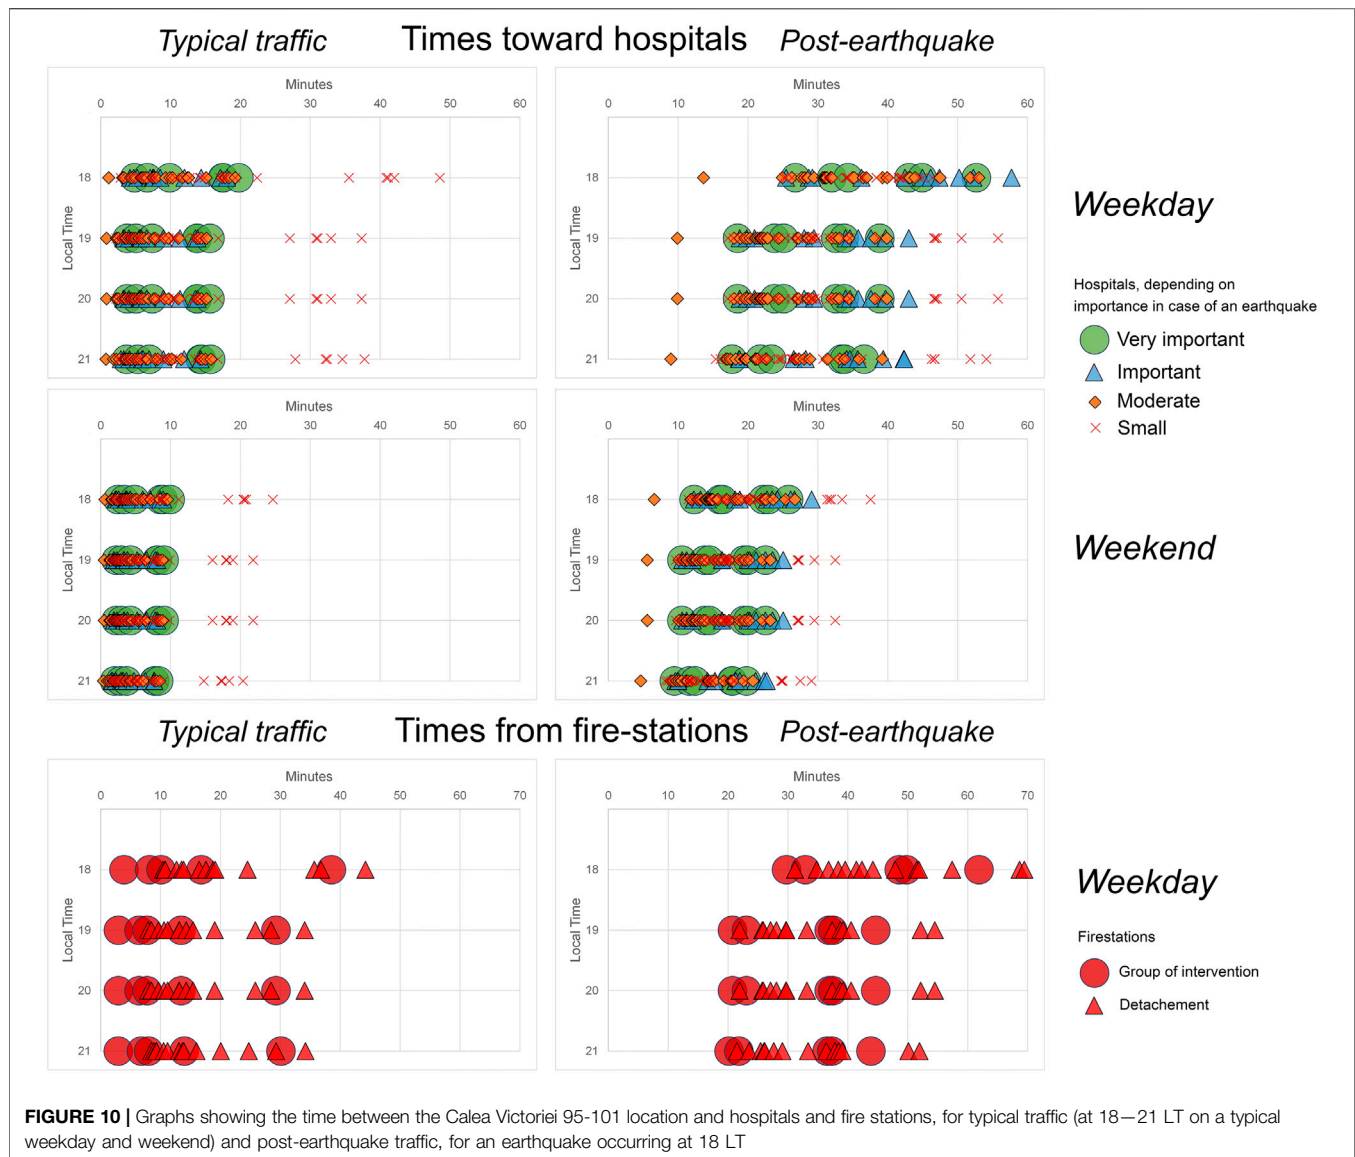 Typical traffic Times toward hospitals Post-earthquake
Minutes Minutes
0 10 20 30 40 50 60 0 10 20 30 40 50 60
18 18
19 19
20 20
21 21
Local Time Local Time
Weekday
Hospitals, depending on
importance in case of an earthquake
Very important
Important
Moderate
Small
Minutes Minutes
0 10 20 30 40 50 60 0 10 20 30 40 50 60
18 18
19 19
20 20
21 21
Local Time Local Time
Weekend
Typical traffic Times from fire-stations Post-earthquake
Minutes Minutes
0 10 20 30 40 50 60 70 0 10 20 30 40 50 60 70
18 18
19 19
20 20
21 21
Local Time Local Time
Weekday
Firestations
Group of intervention
Detachement
FIGURE 10 | Graphs showing the time between the Calea Victoriei 95-101 location and hospitals and fire stations, for typical traffic (at 18—21 LT on a typical
weekday and weekend) and post-earthquake traffic, for an earthquake occurring at 18 LT